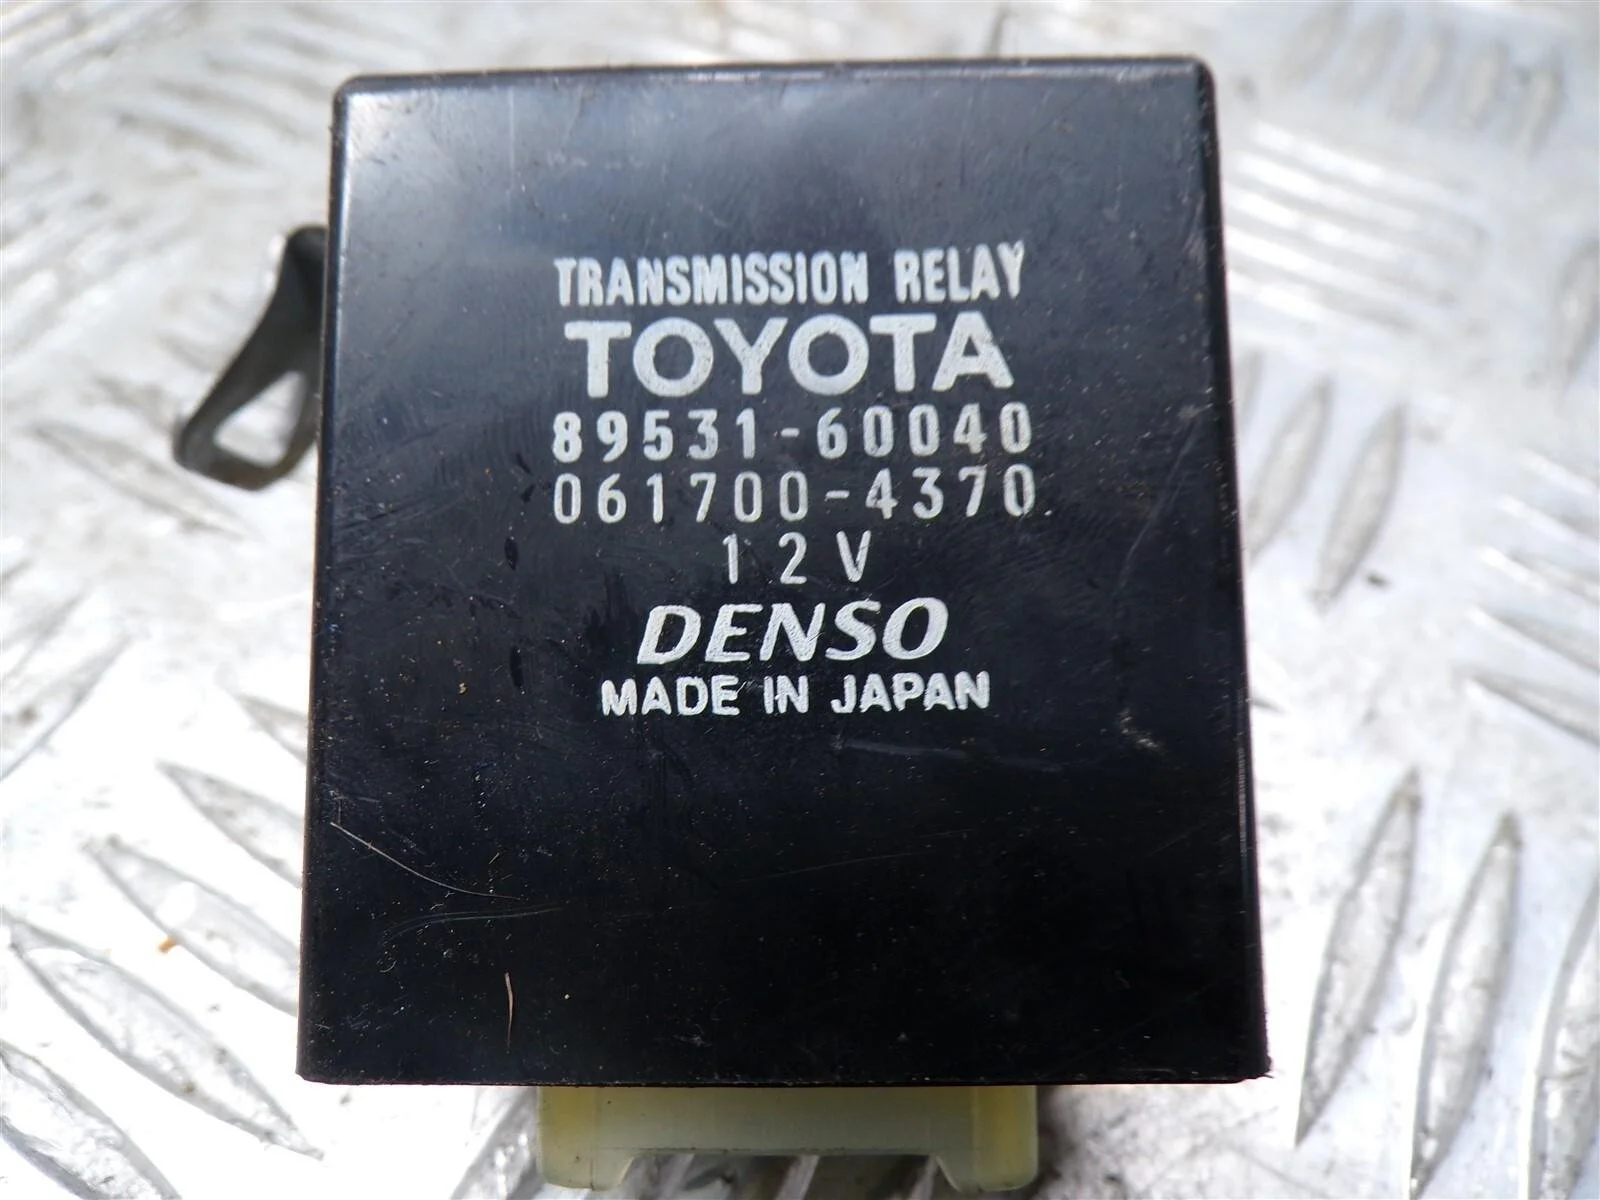 TRANSMISSION RELAY
TOYOTA
89531-60040
061700-4370
12V
DENSO
MADE IN JAPAN